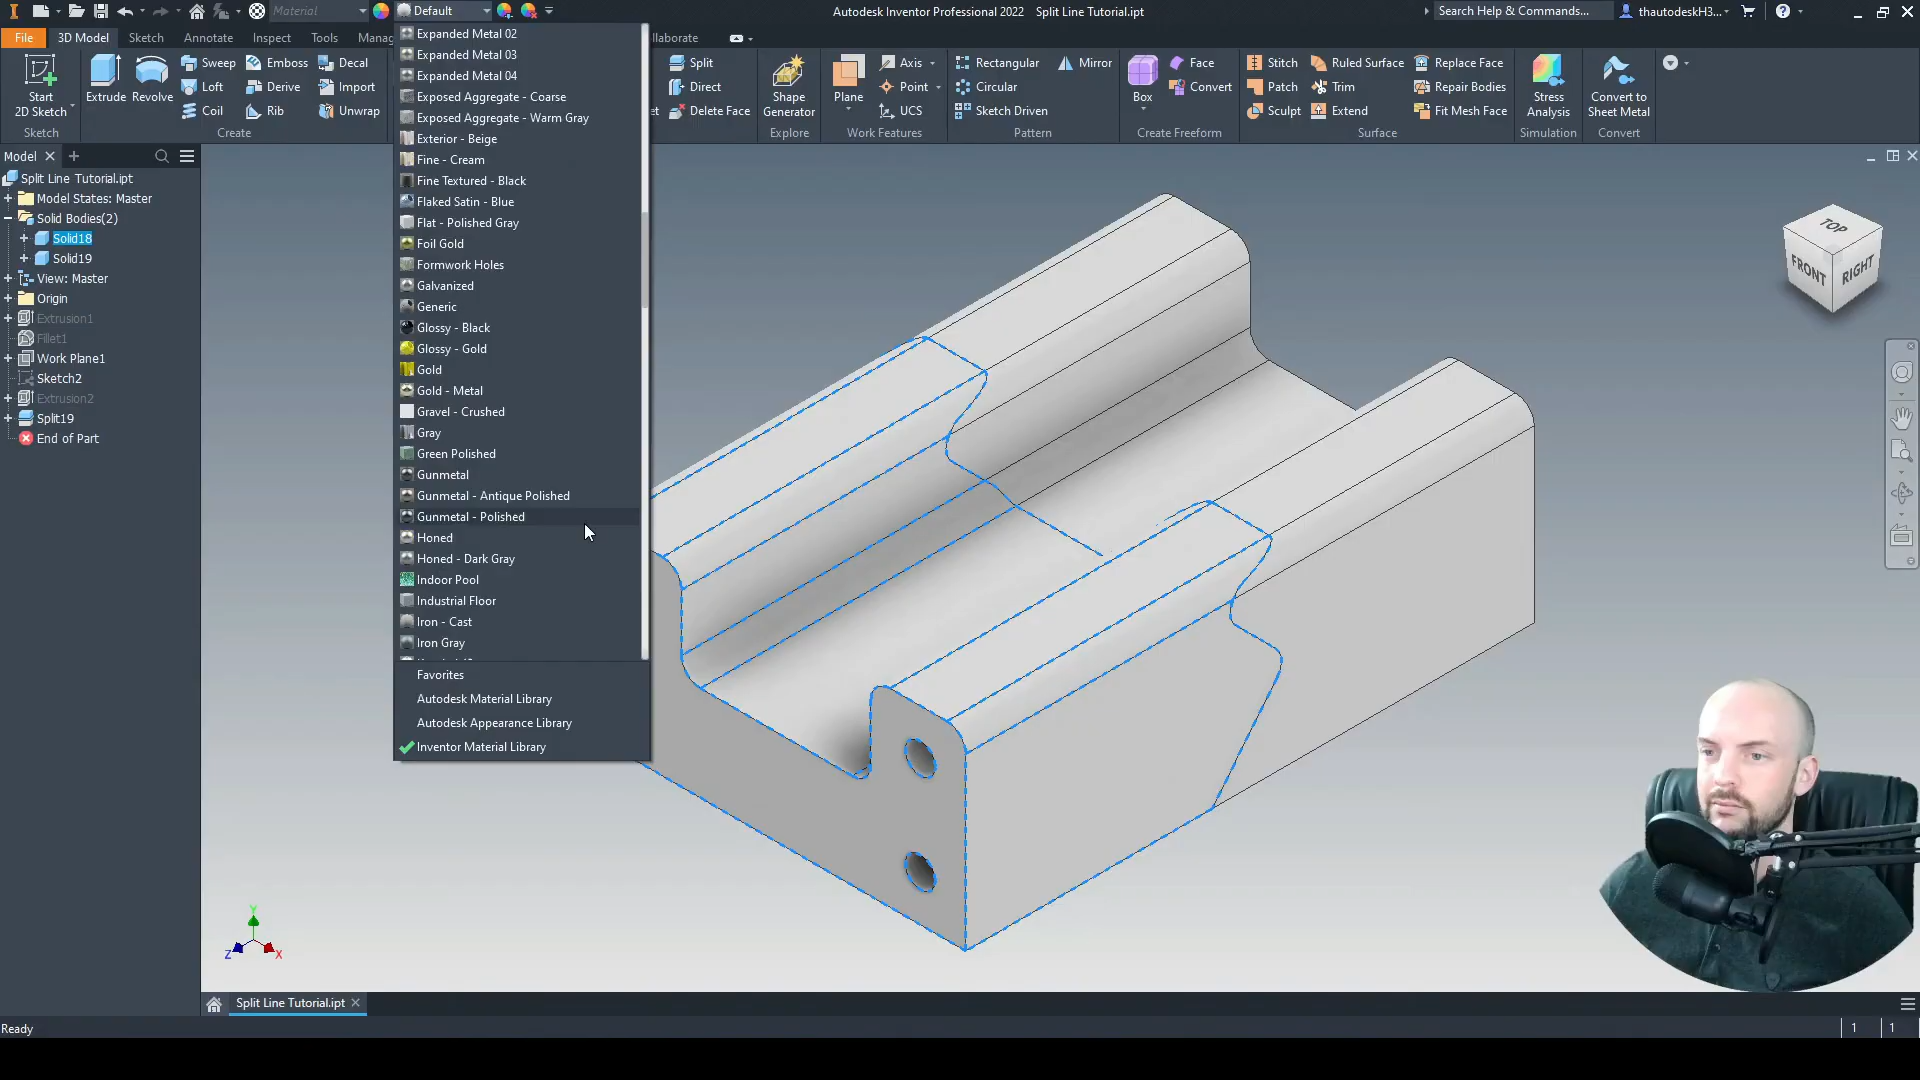 Material
Default
Autodesk Inventor Professional 2022 Split Line Tutorial.ipt
Search Help & Commands...
thautodeskH3...
File
3D Model
Sketch
Annotate
Inspect
Tools
Manag
llaborate
Start
2D Sketch
Extrude
Revolve
Sweep
Loft
Coil
Emboss
Derive
Rib
Decal
Import
Unwrap
Split
Direct
Delete Face
Shape
Generator
Plane
Axis
Point
UCS
Rectangular
Circular
Sketch Driven
Mirror
Box
Face
Convert
Stitch
Patch
Sculpt
Ruled Surface
Trim
Extend
Replace Face
Repair Bodies
Fit Mesh Face
Stress
Analysis
Convert to
Sheet Metal
Sketch
Create
Explore
Work Features
Pattern
Create Freeform
Surface
Simulation
Convert
Model
Split Line Tutorial.ipt
Model States: Master
Solid Bodies(2)
Solid18
Solid19
View: Master
Origin
Extrusion1
Fillet1
Work Plane1
Sketch2
Extrusion2
Split19
End of Part
Expanded Metal 02
Expanded Metal 03
Expanded Metal 04
Exposed Aggregate - Coarse
Exposed Aggregate - Warm Gray
Exterior - Beige
Fine - Cream
Fine Textured - Black
Flaked Satin - Blue
Flat - Polished Gray
Foil Gold
Formwork Holes
Galvanized
Generic
Glossy - Black
Glossy - Gold
Gold
Gold - Metal
Gravel - Crushed
Gray
Green Polished
Gunmetal
Gunmetal - Antique Polished
Gunmetal - Polished
Honed
Honed - Dark Gray
Indoor Pool
Industrial Floor
Iron - Cast
Iron Gray
Favorites
Autodesk Material Library
Autodesk Appearance Library
Inventor Material Library
TOP
FRONT
RIGHT
Y
Z
X
Split Line Tutorial.ipt
Ready
1
1